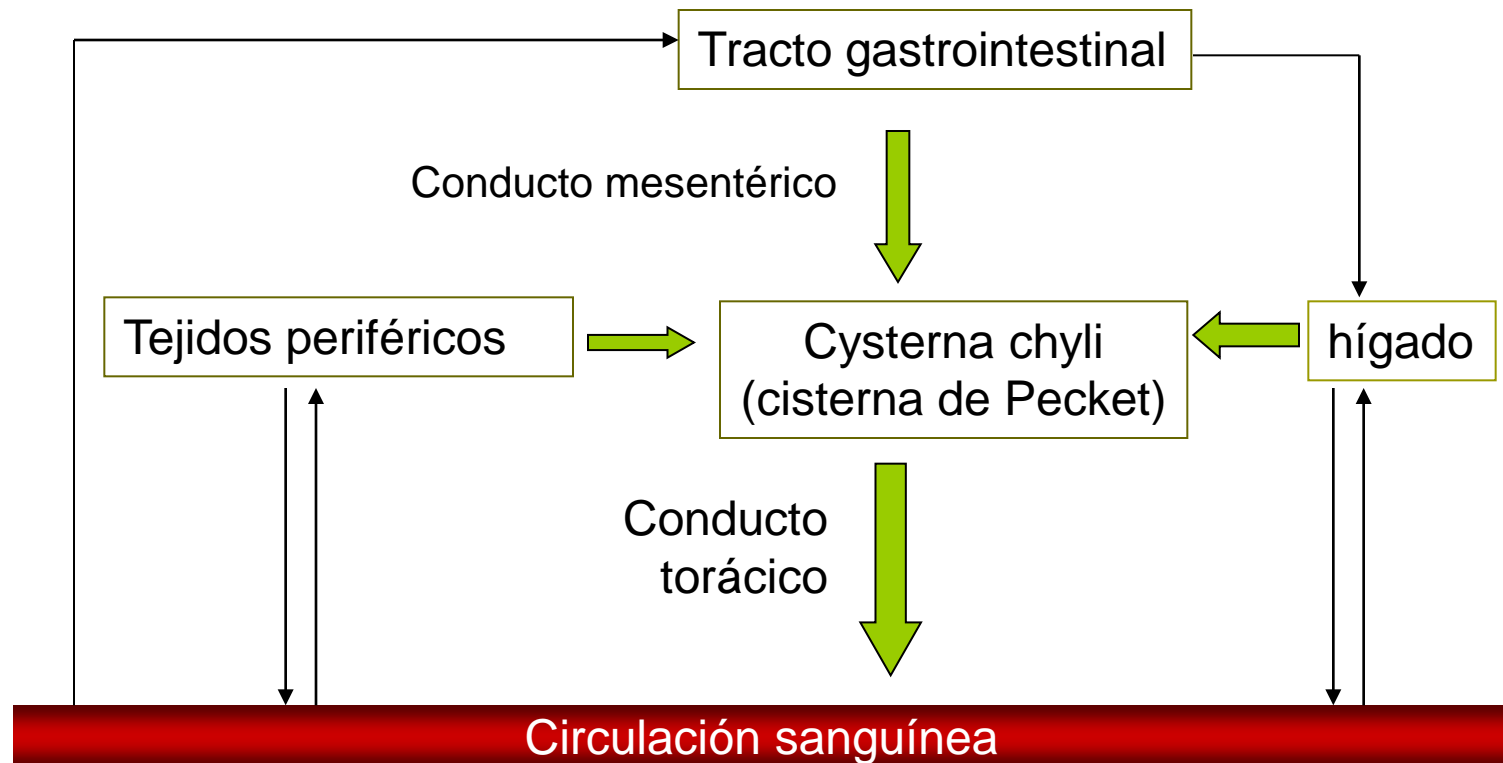 Tracto gastrointestinal
Conducto mesentérico
Tejidos periféricos
Cysterna chyli
(cisterna de Pecket)
hígado
Conducto
torácico
Circulación sanguínea